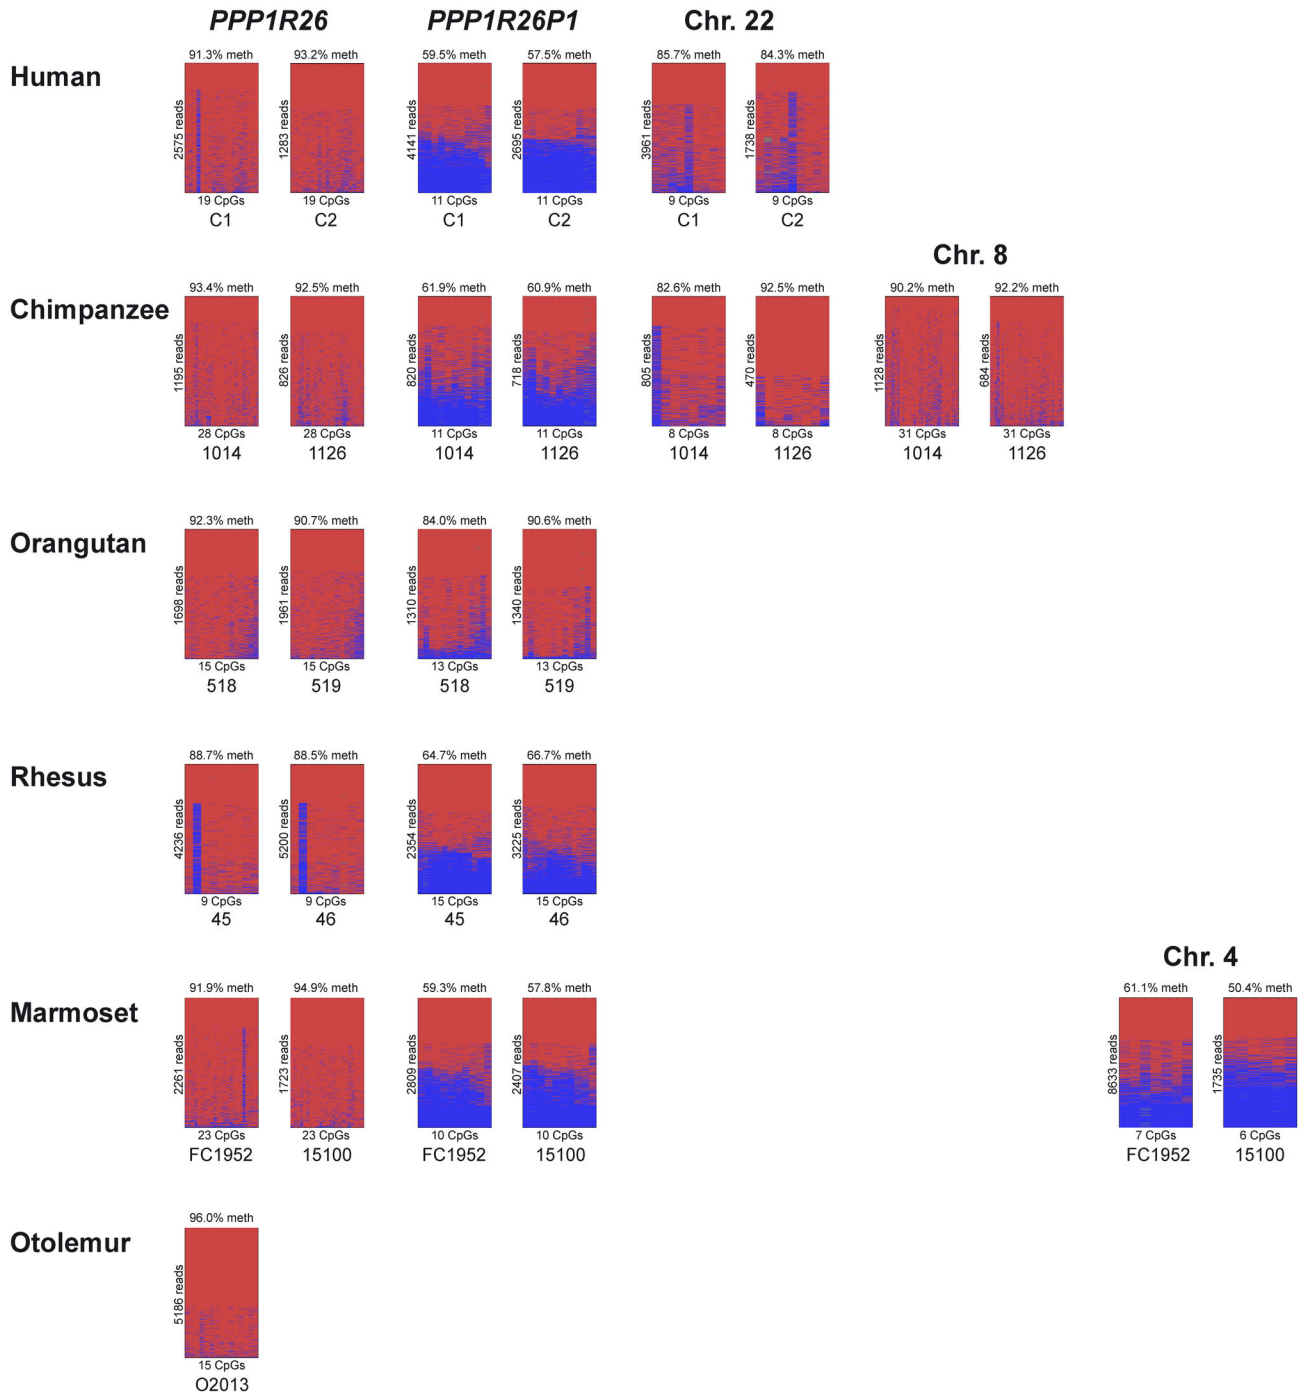 PPP1R26 PPP1R26P1 Chr. 22
Human
91.3% meth 93.2% meth 59.5% meth 57.5% meth 85.7% meth 84.3% meth
2575 reads 1283 reads 4141 reads 2695 reads 3961 reads 1738 reads
19 CpGs 19 CpGs 11 CpGs 11 CpGs 9 CpGs 9 CpGs
C1 C2 C1 C2 C1 C2
Chr. 8
Chimpanzee
93.4% meth 92.5% meth 61.9% meth 60.9% meth 82.6% meth 92.5% meth 90.2% meth 92.2% meth
1195 reads 826 reads 820 reads 718 reads 805 reads 470 reads 1128 reads 684 reads
28 CpGs 28 CpGs 11 CpGs 11 CpGs 8 CpGs 8 CpGs 31 CpGs 31 CpGs
1014 1126 1014 1126 1014 1126 1014 1126
Orangutan
92.3% meth 90.7% meth 84.0% meth 90.6% meth
1698 reads 1961 reads 1310 reads 1340 reads
15 CpGs 15 CpGs 13 CpGs 13 CpGs
518 519 518 519
Rhesus
88.7% meth 88.5% meth 64.7% meth 66.7% meth
4236 reads 5200 reads 2354 reads 3225 reads
9 CpGs 9 CpGs 15 CpGs 15 CpGs
45 46 45 46
Chr. 4
Marmoset
91.9% meth 94.9% meth 59.3% meth 57.8% meth 61.1% meth 50.4% meth
2261 reads 1723 reads 2809 reads 2407 reads 8633 reads 1735 reads
23 CpGs 23 CpGs 10 CpGs 10 CpGs 7 CpGs 6 CpGs
FC1952 15100 FC1952 15100 FC1952 15100
Otolemur
96.0% meth
5186 reads
15 CpGs
O2013